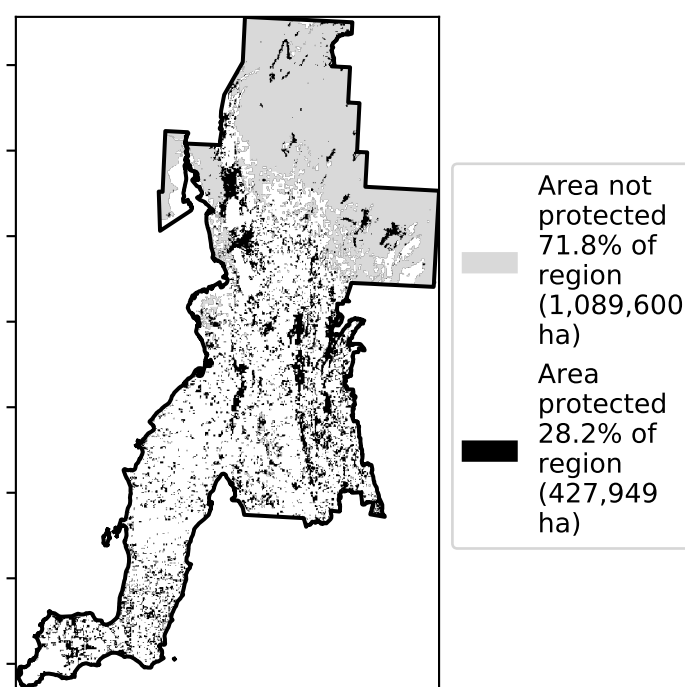 Area not
protected
71.8% of
region
(1,089,600
ha)
Area
protected
28.2% of
region
(427,949
ha)